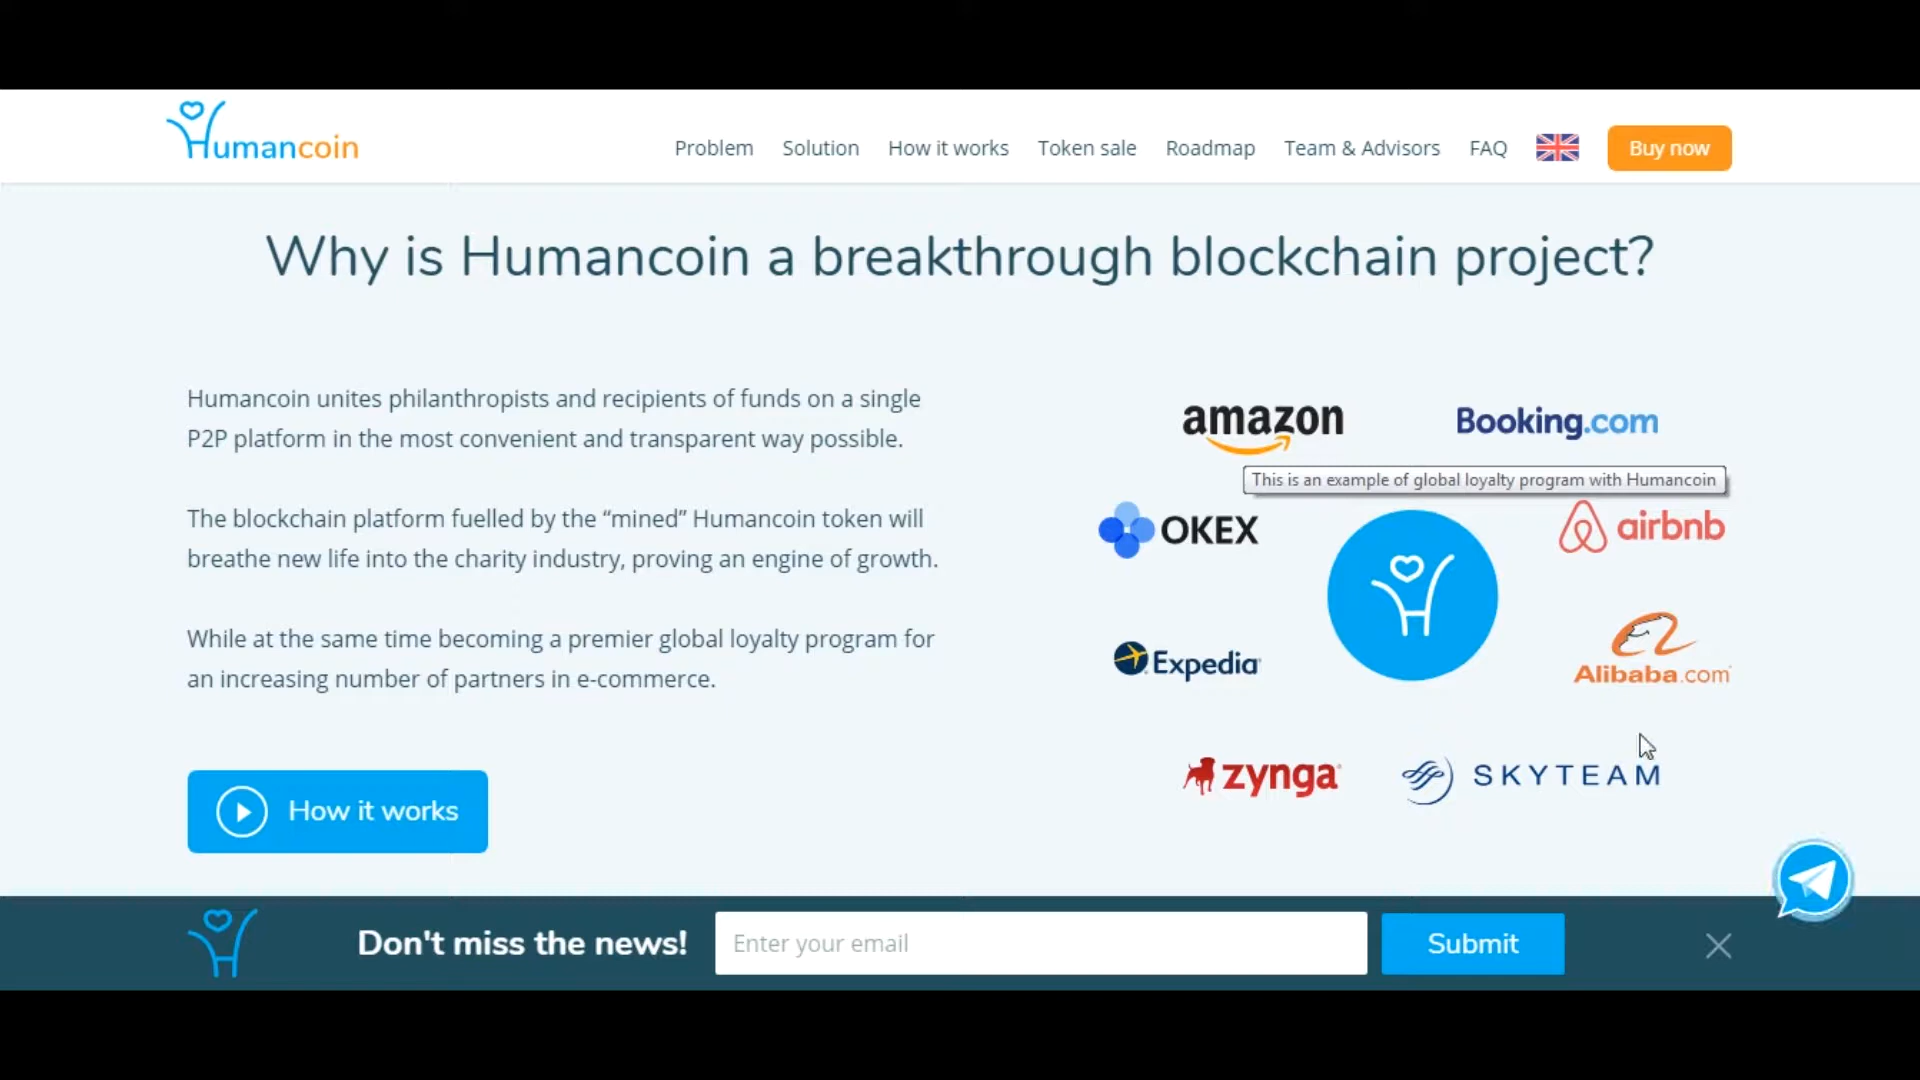 Humancoin
Problem Solution How it works Token sale Roadmap Team & Advisors FAQ Buy now
Why is Humancoin a breakthrough blockchain project?
Humancoin unites philanthropists and recipients of funds on a single
P2P platform in the most convenient and transparent way possible.
The blockchain platform fuelled by the “mined” Humancoin token will
breathe new life into the charity industry, proving an engine of growth.
While at the same time becoming a premier global loyalty program for
an increasing number of partners in e-commerce.
How it works
amazon Booking.com
This is an example of global loyalty program with Humancoin
OKEX airbnb
Expedia Alibaba.com
zynga SKYTEAM
Don't miss the news! Enter your email Submit